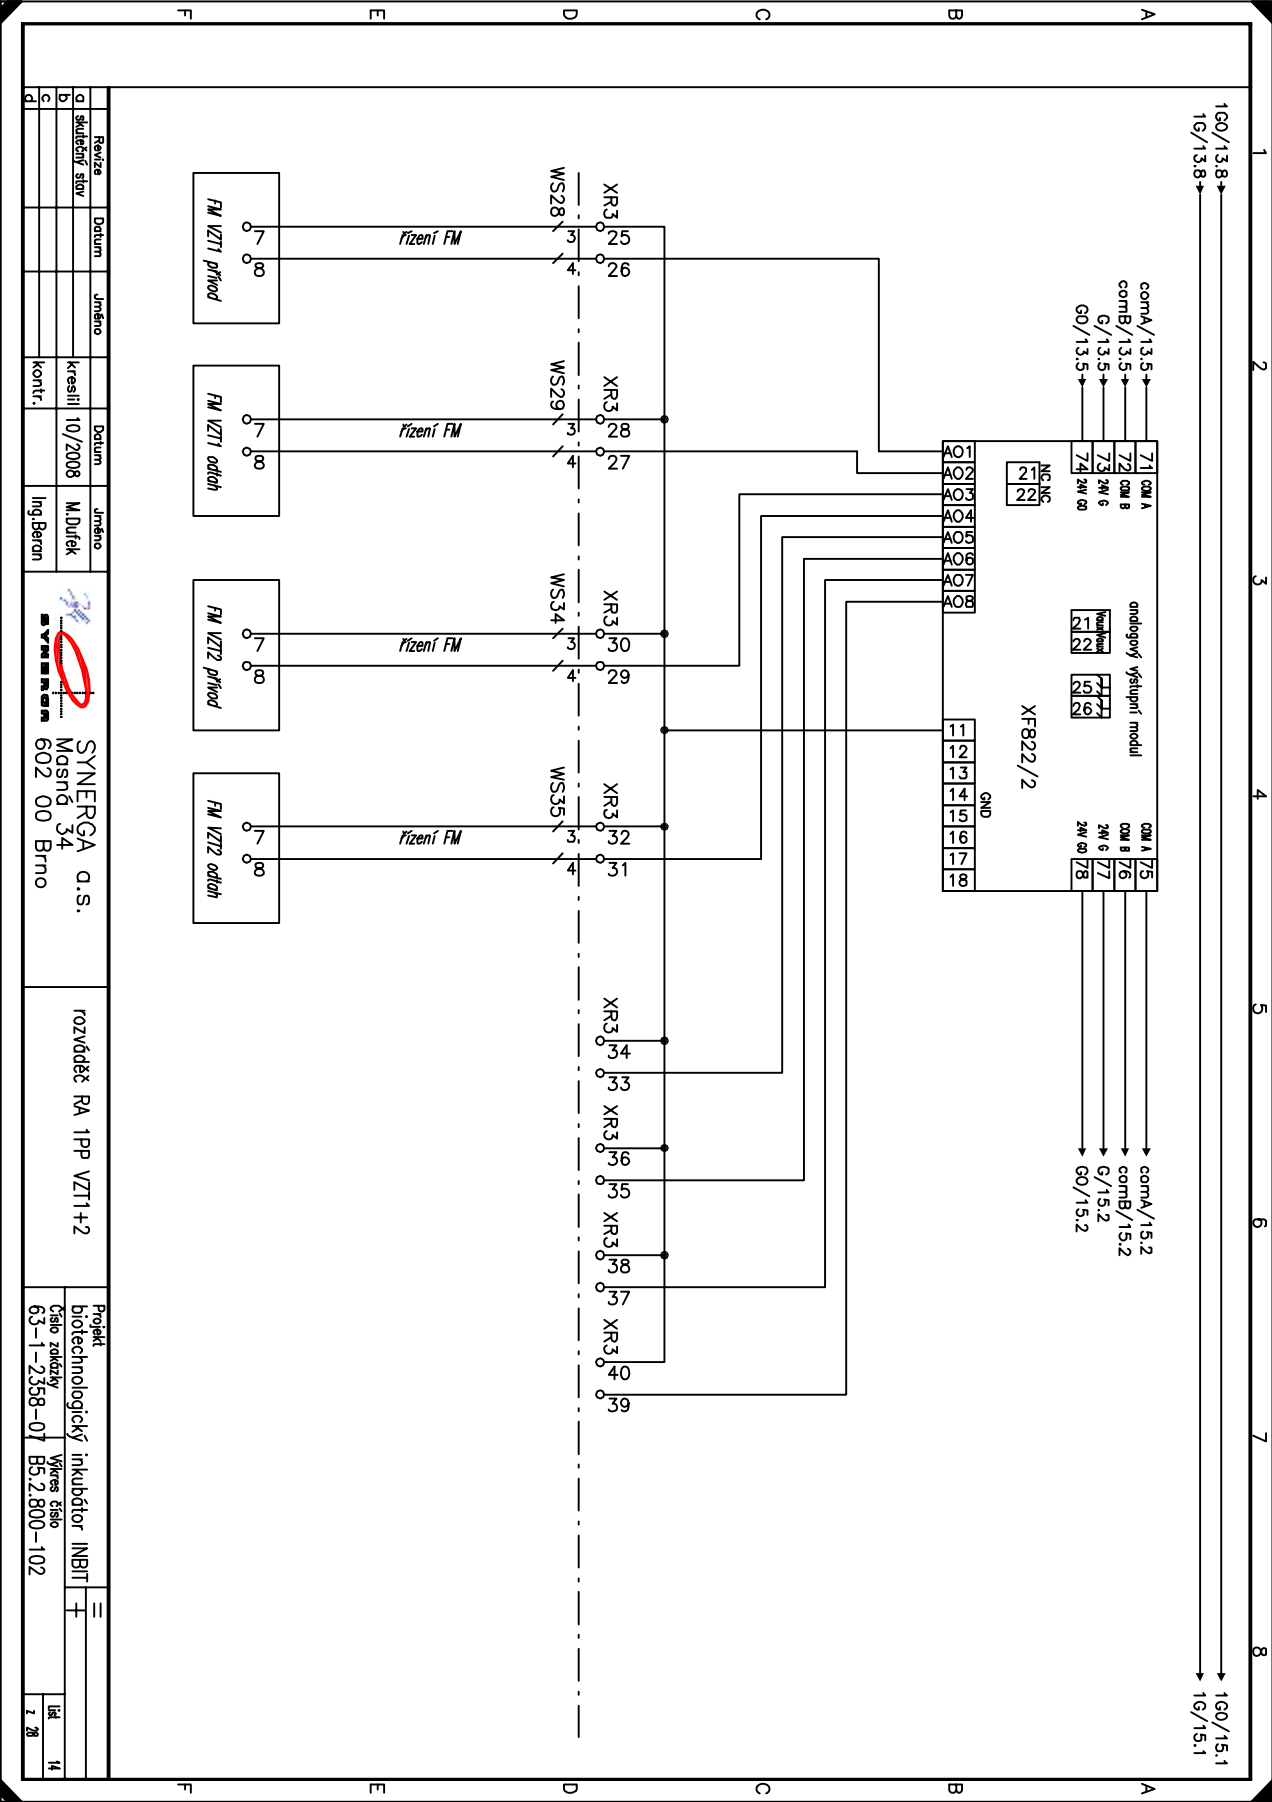 1 2 3 4 5 6 7 8
A
B
C
D
E
F
A
B
C
D
E
F
1G0/13.8
1G/13.8
1G0/15.1
1G/15.1
comA/13.5
comB/13.5
G/13.5
G0/13.5
71 COM A
72 COM B
73 24V G
74 24V G0
analogový výstupní modul
XF822/2
COM A 75
COM B 76
24V G 77
24V G0 78
comA/15.2
comB/15.2
G/15.2
G0/15.2
NC NC
21 22
Vaux Vaux
21 22
25 26
GND
AO1 AO2 AO3 AO4 AO5 AO6 AO7 AO8
11 12 13 14 15 16 17 18
XR3 25 26
XR3 28 27
XR3 30 29
XR3 32 31
XR3 34 33
XR3 36 35
XR3 38 37
XR3 40 39
WS28 3 4
WS29 3 4
WS34 3 4
WS35 3 4
řízení FM
řízení FM
řízení FM
řízení FM
7 8
7 8
7 8
7 8
FM VZT1 přívod
FM VZT1 odtah
FM VZT2 přívod
FM VZT2 odtah
Revize Datum Jméno Datum Jméno
a skutečný stav
b
c
d
kreslil 10/2008 M.Dufek
kontr. Ing.Beran
SYNERGA
SYNERGA a.s.
Masná 34
602 00 Brno
rozváděč RA 1PP VZT1+2
Projekt
biotechnologický inkubátor INBIT
Číslo zakázky
63-1-2358-07
Výkres číslo
B5.2.800-102
=
+
List 14
z 28